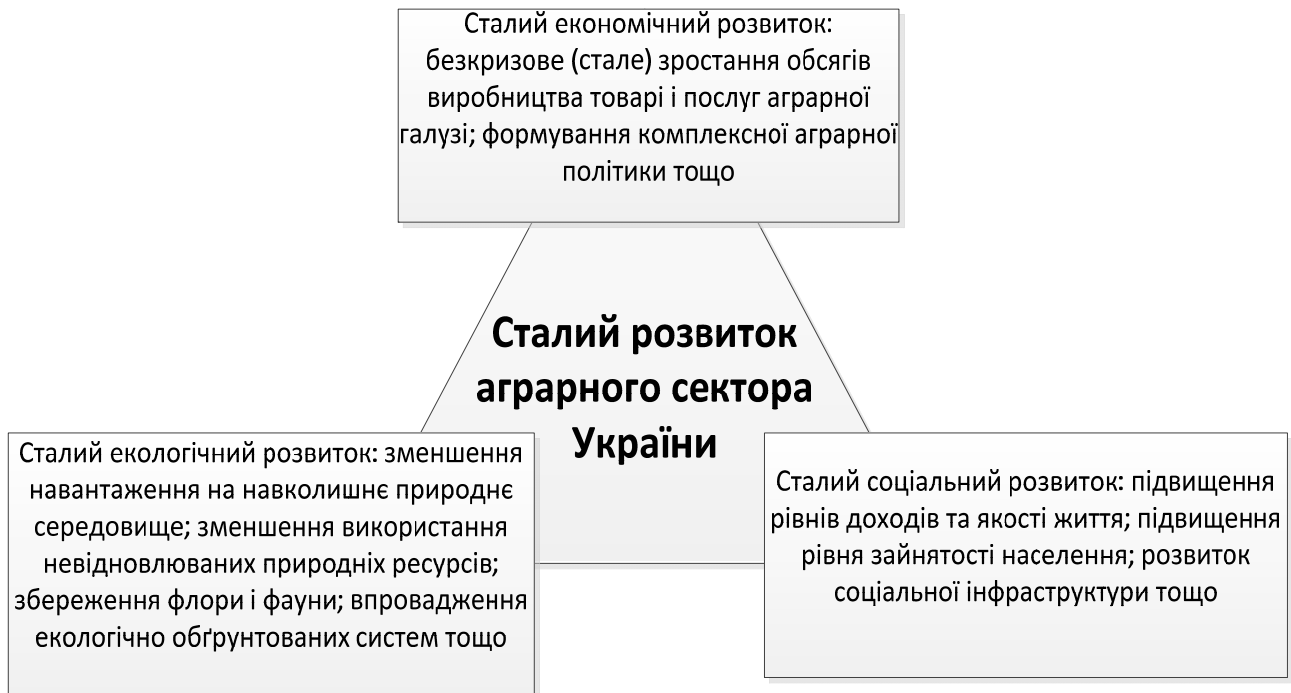 Сталий економічний розвиток:
безкризове (стале) зростання обсягів
виробництва товарі і послуг аграрної
галузі; формування комплексної аграрної
політики тощо
Сталий розвиток
аграрного сектора
України
Сталий екологічний розвиток: зменшення
навантаження на навколишнє природнє
середовище; зменшення використання
невідновлюваних природніх ресурсів;
збереження флори і фауни; впровадження
екологічно обґрунтованих систем тощо
Сталий соціальний розвиток: підвищення
рівнів доходів та якості життя; підвищення
рівня зайнятості населення; розвиток
соціальної інфраструктури тощо